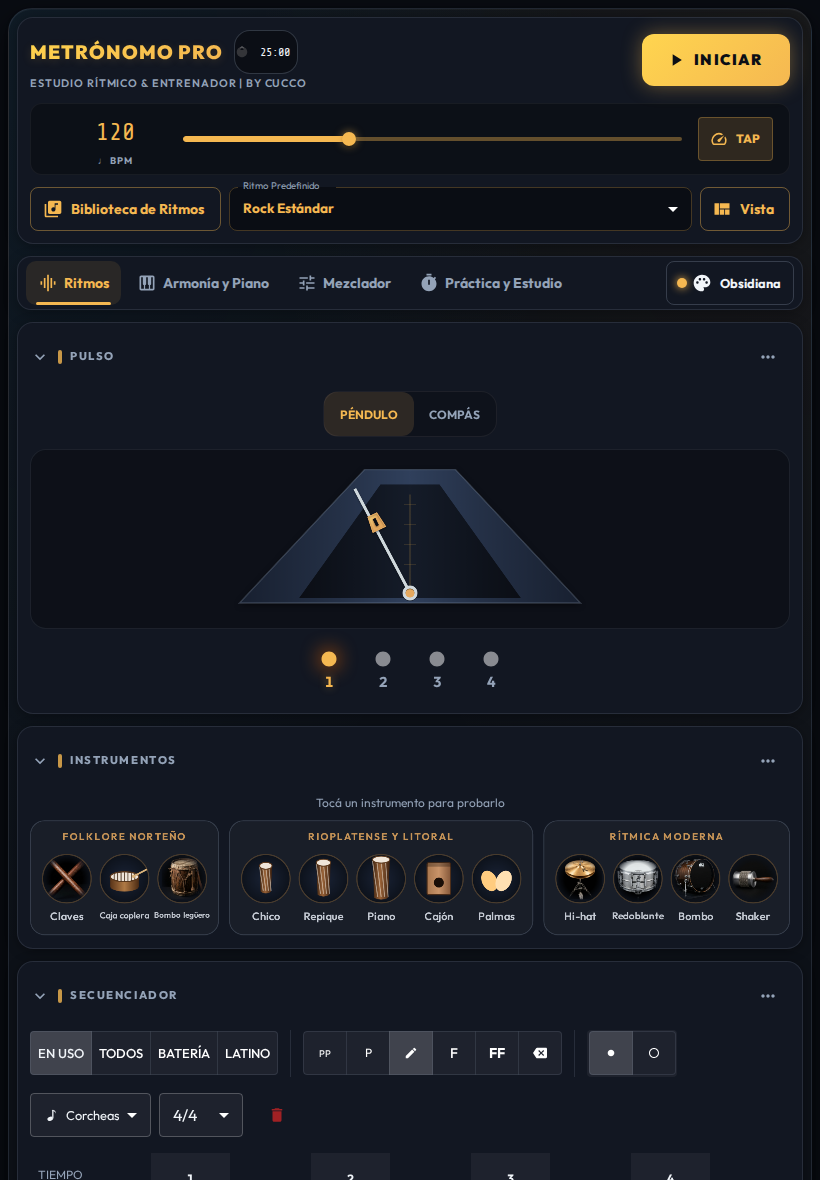 METRÓNOMO PRO
25:00
INICIAR
ESTUDIO RÍTMICO & ENTRENADOR | BY CUCCO
120
♩ BPM
TAP
Biblioteca de Ritmos
Ritmo Predefinido
Rock Estándar
Vista
Ritmos
Armonía y Piano
Mezclador
Práctica y Estudio
Obsidiana
PULSO
PÉNDULO
COMPÁS
1 2 3 4
INSTRUMENTOS
Tocá un instrumento para probarlo
FOLKLORE NORTEÑO
Claves Caja coplera Bombo legüero
RIOPLATENSE Y LITORAL
Chico Repique Piano Cajón Palmas
RÍTMICA MODERNA
Hi-hat Redoblante Bombo Shaker
SECUENCIADOR
EN USO TODOS BATERÍA LATINO
PP P F FF
Corcheas
4/4
TIEMPO 1 2 3 4